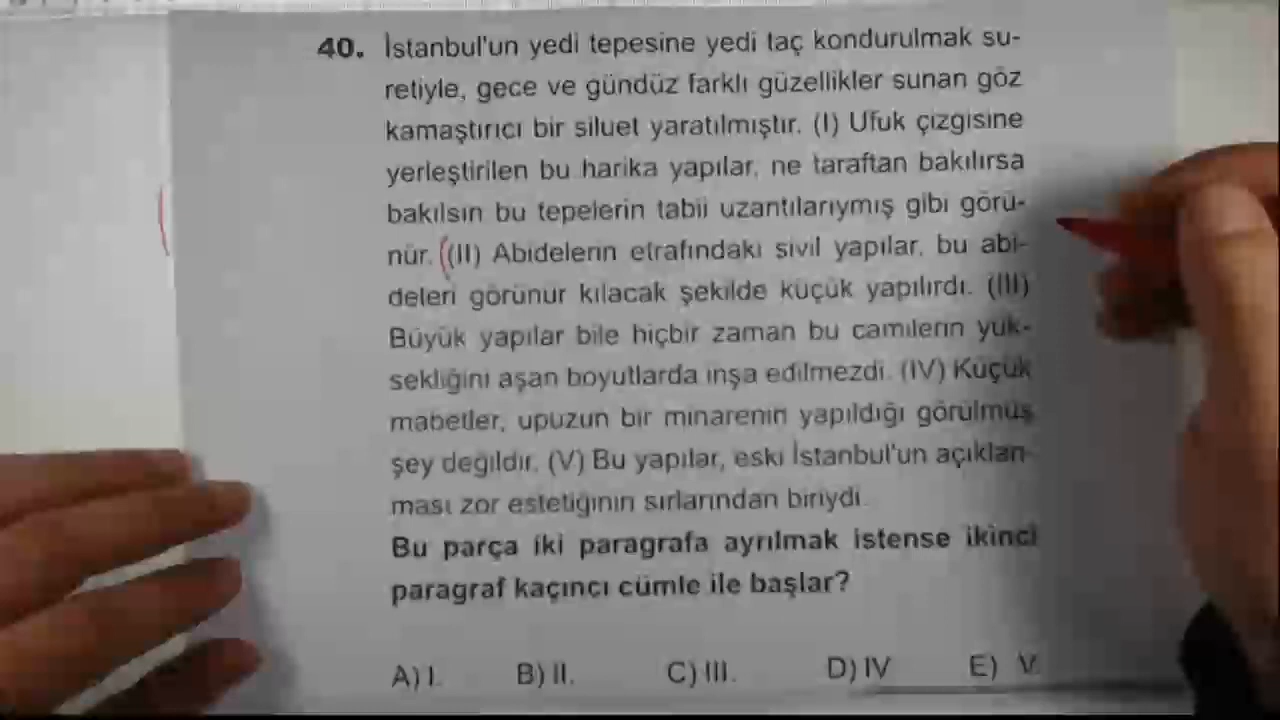 40. İstanbul'un yedi tepesine yedi taç kondurulmak su-
retiyle, gece ve gündüz farklı güzellikler sunan göz
kamaştırıcı bir siluet yaratılmıştır. (I) Ufuk çizgisine
yerleştirilen bu harika yapılar, ne taraftan bakılırsa
bakılsın bu tepelerin tabii uzantılarıymış gibi görü-
nür. (II) Abidelerin etrafındaki sivil yapılar, bu abi-
deleri görünür kılacak şekilde küçük yapılırdı. (III)
Büyük yapılar bile hiçbir zaman bu camilerin yük-
sekliğini aşan boyutlarda inşa edilmezdi. (IV) Küçük
mabetler, upuzun bir minarenin yapıldığı görülmüş
şey değildir. (V) Bu yapılar, eski İstanbul'un açıklan-
ması zor estetiğinin sırlarından biriydi.
Bu parça iki paragrafa ayrılmak istense ikinci
paragraf kaçıncı cümle ile başlar?
A) I. B) II. C) III. D) IV E) V.